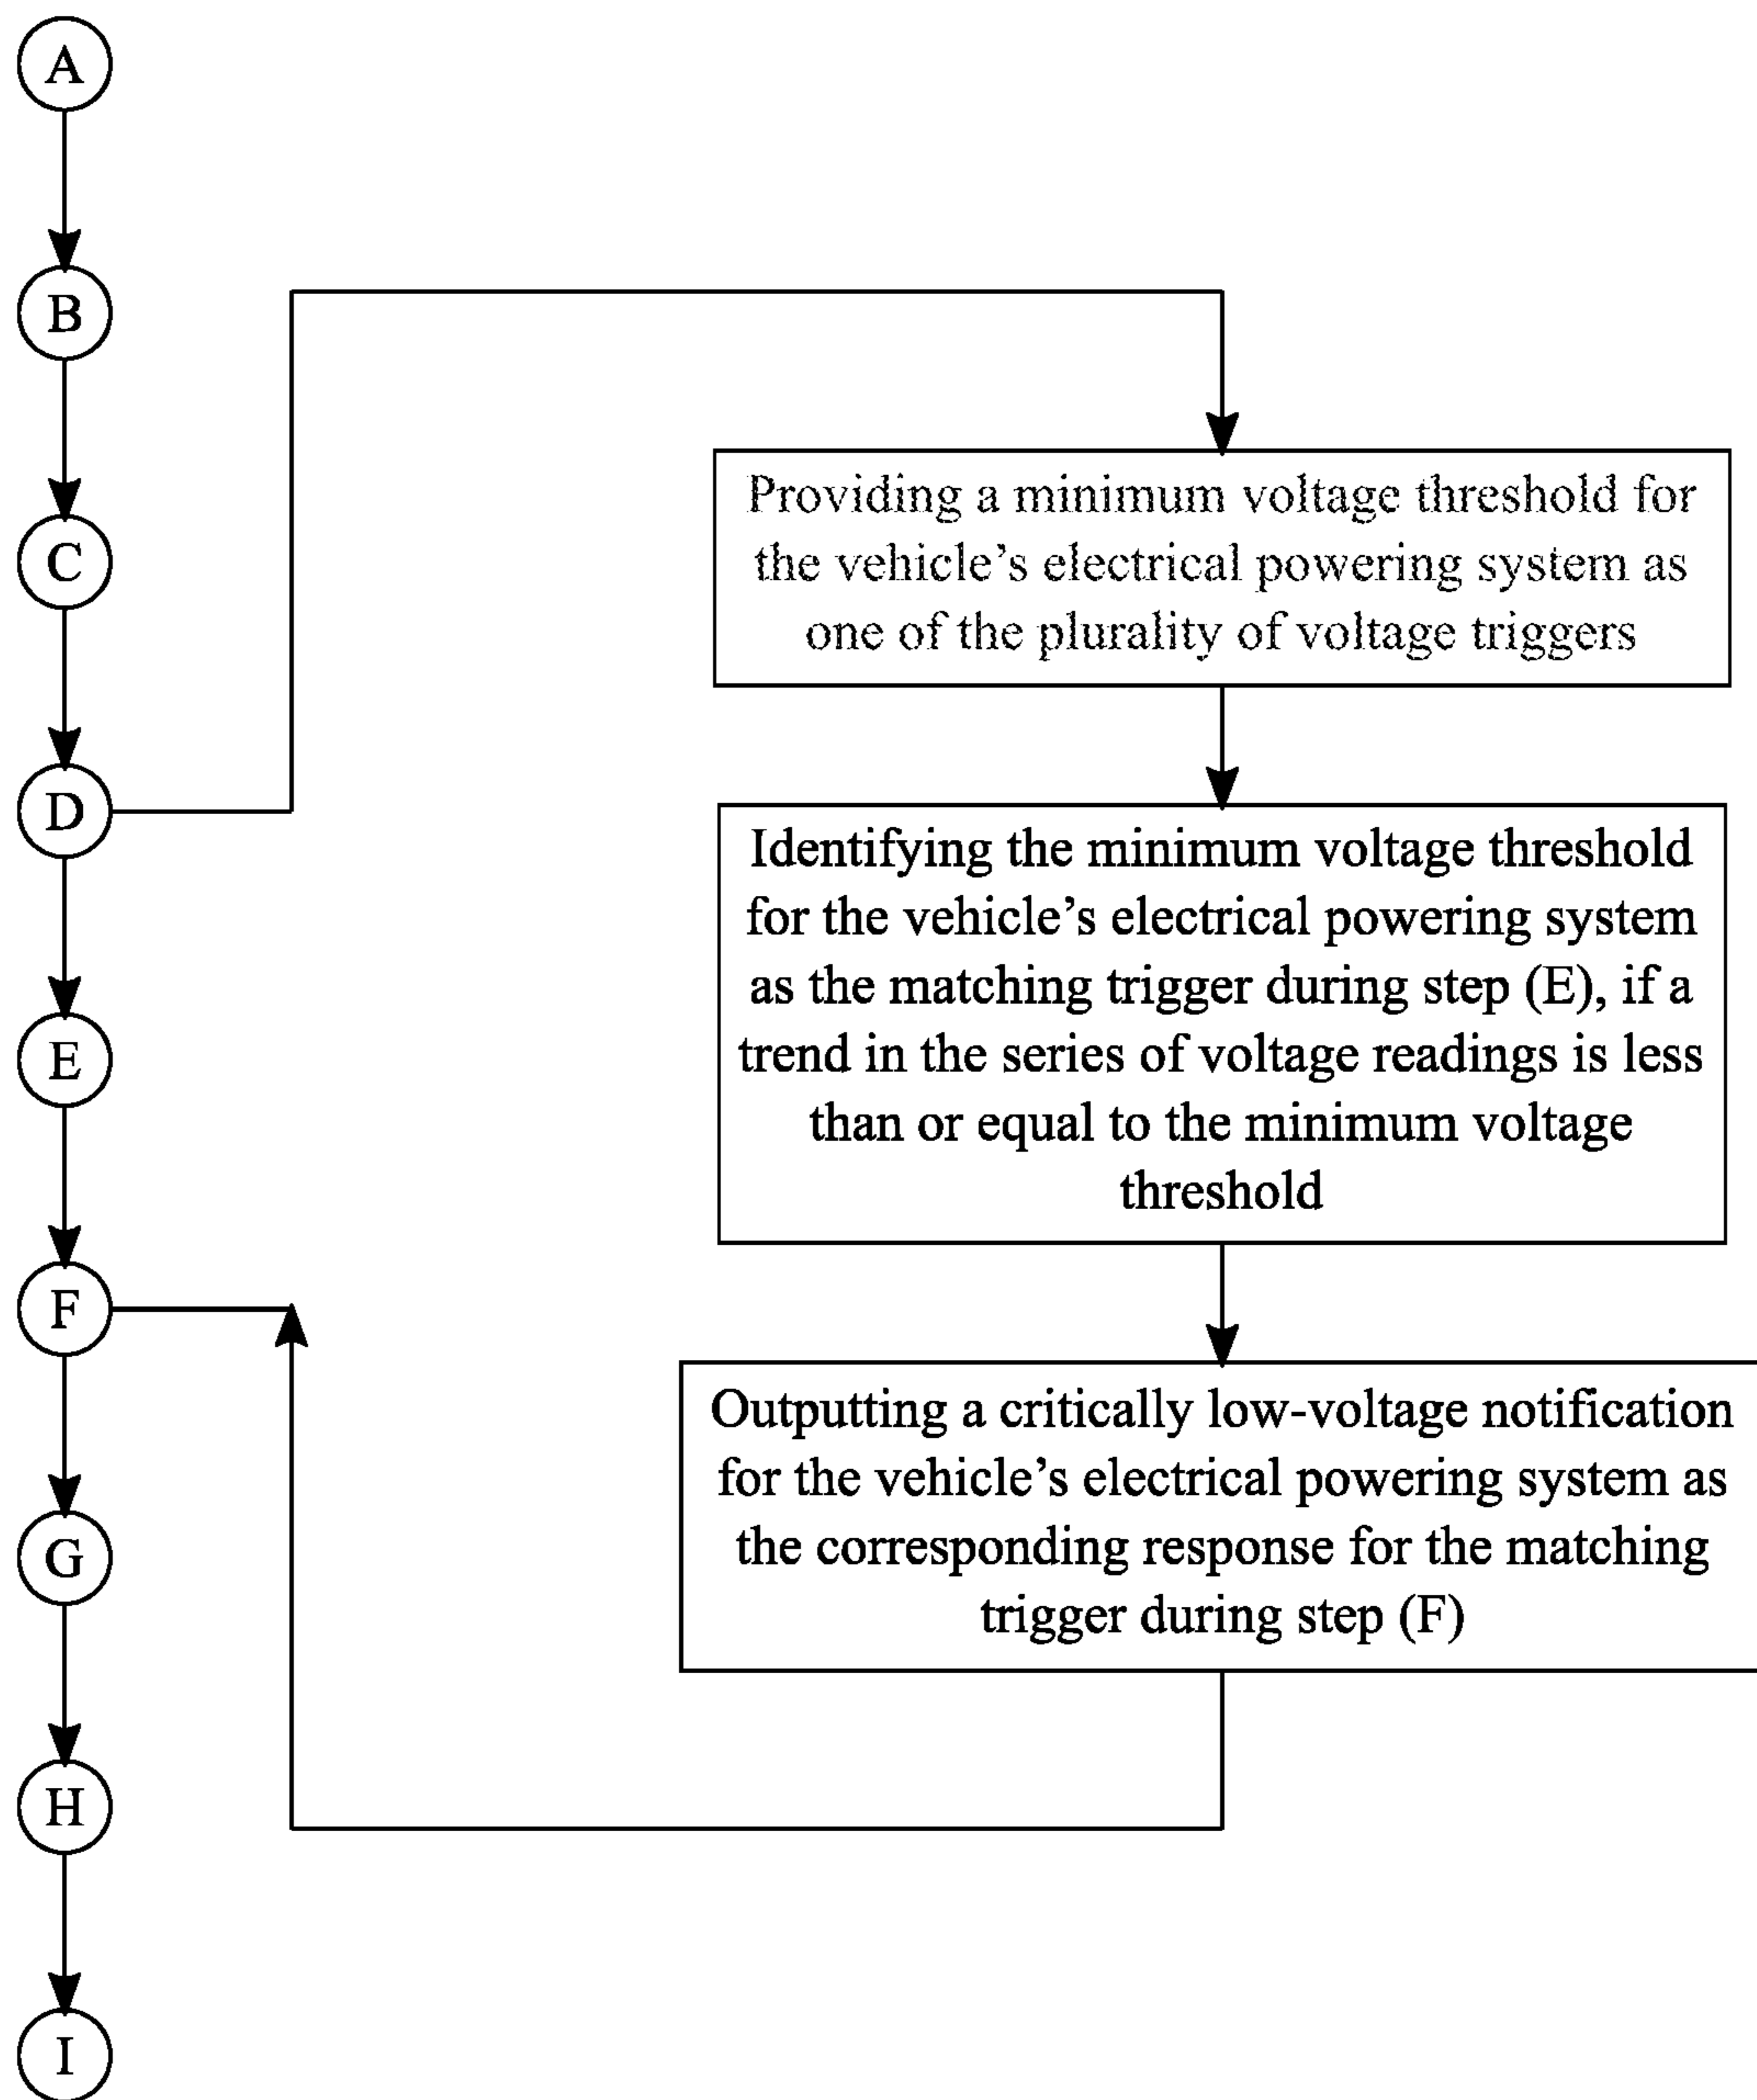 A
B
C
D
E
F
G
H
I
Providing a minimum voltage threshold for
the vehicle’s electrical powering system as
one of the plurality of voltage triggers
Identifying the minimum voltage threshold
for the vehicle’s electrical powering system
as the matching trigger during step (E), if a
trend in the series of voltage readings is less
than or equal to the minimum voltage
threshold
Outputting a critically low-voltage notification
for the vehicle’s electrical powering system as
the corresponding response for the matching
trigger during step (F)